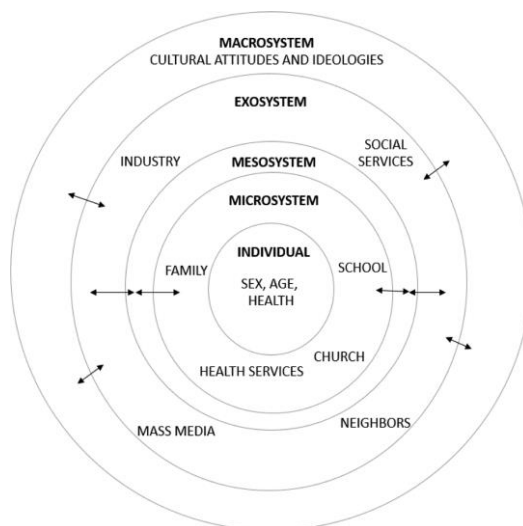 MACROSYSTEM
CULTURAL ATTITUDES AND IDEOLOGIES
EXOSYSTEM
INDUSTRY
SOCIAL
SERVICES
MESOSYSTEM
MICROSYSTEM
INDIVIDUAL
FAMILY
SCHOOL
SEX, AGE,
HEALTH
CHURCH
HEALTH SERVICES
MASS MEDIA
NEIGHBORS